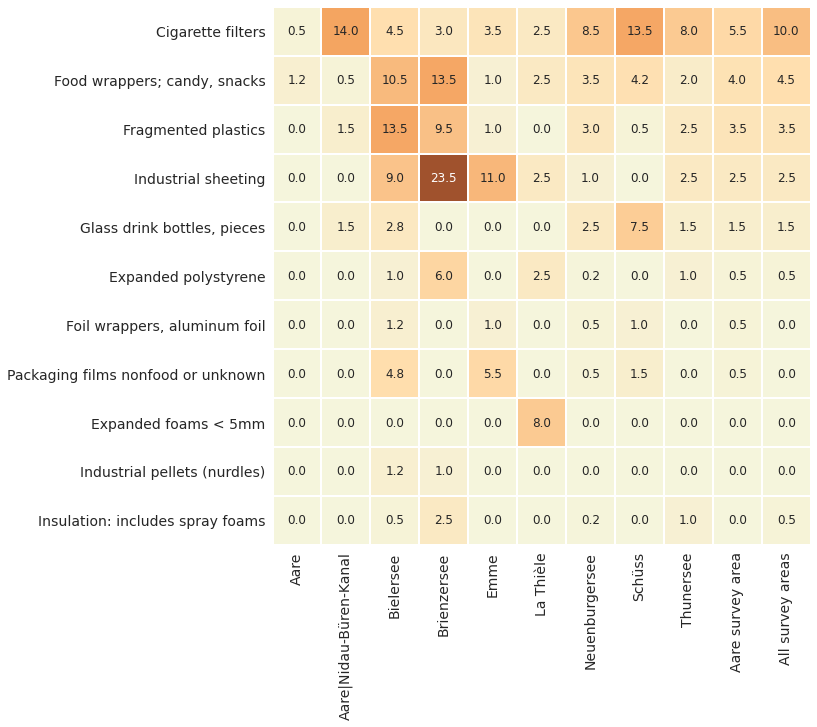 Cigarette filters 0.5 14.0 4.5 3.0 3.5 2.5 8.5 13.5 8.0 5.5 10.0
Food wrappers; candy, snacks 1.2 0.5 10.5 13.5 1.0 2.5 3.5 4.2 2.0 4.0 4.5
Fragmented plastics 0.0 1.5 13.5 9.5 1.0 0.0 3.0 0.5 2.5 3.5 3.5
Industrial sheeting 0.0 0.0 9.0 23.5 11.0 2.5 1.0 0.0 2.5 2.5 2.5
Glass drink bottles, pieces 0.0 1.5 2.8 0.0 0.0 0.0 2.5 7.5 1.5 1.5 1.5
Expanded polystyrene 0.0 0.0 1.0 6.0 0.0 2.5 0.2 0.0 1.0 0.5 0.5
Foil wrappers, aluminum foil 0.0 0.0 1.2 0.0 1.0 0.0 0.5 1.0 0.0 0.5 0.0
Packaging films nonfood or unknown 0.0 0.0 4.8 0.0 5.5 0.0 0.5 1.5 0.0 0.5 0.0
Expanded foams < 5mm 0.0 0.0 0.0 0.0 0.0 8.0 0.0 0.0 0.0 0.0 0.0
Industrial pellets (nurdles) 0.0 0.0 1.2 1.0 0.0 0.0 0.0 0.0 0.0 0.0 0.0
Insulation: includes spray foams 0.0 0.0 0.5 2.5 0.0 0.0 0.2 0.0 1.0 0.0 0.5
Aare
Aare|Nidau-Büren-Kanal
Bielersee
Brienzersee
Emme
La Thièle
Neuenburgersee
Schüss
Thunersee
Aare survey area
All survey areas